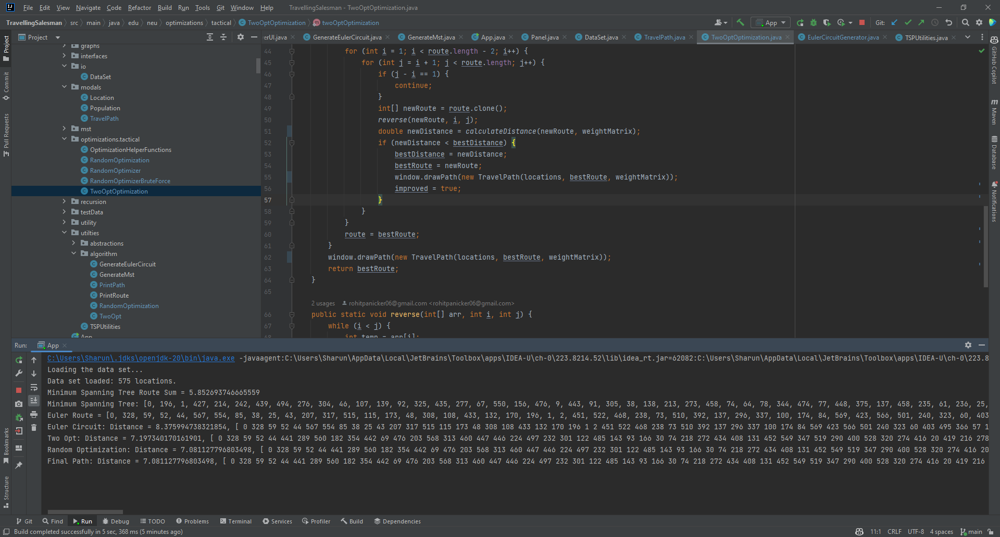 File Edit View Navigate Code Refactor Build Run Tools Git Window Help TravellingSalesman - TwoOptOptimization.java
TravellingSalesman src main java edu neu optimizations tactical TwoOptOptimization twoOptOptimization App Git:
Project
erUI.java GenerateEulerCircuit.java GenerateMst.java App.java Panel.java DataSet.java TravelPath.java TwoOptOptimization.java EulerCircuitGenerator.java TSPUtilities.java
Project
Commit
Pull Requests
Bookmarks
Structure
graphs
interfaces
io
DataSet
modals
Location
Population
TravelPath
mst
optimizations.tactical
OptimizationHelperFunctions
RandomOptimization
RandomOptimizer
RandomOptimizerBruteForce
TwoOptOptimization
recursion
testData
utility
utilties
abstractions
algorithm
GenerateEulerCircuit
GenerateMst
PrintPath
PrintRoute
RandomOptimization
TwoOpt
TSPUtilities
App
44 for (int i = 1; i < route.length - 2; i++) {
45 for (int j = i + 1; j < route.length; j++) {
46 if (j - i == 1) {
47 continue;
48 }
49 int[] newRoute = route.clone();
50 reverse(newRoute, i, j);
51 double newDistance = calculateDistance(newRoute, weightMatrix);
52 if (newDistance < bestDistance) {
53 bestDistance = newDistance;
54 bestRoute = newRoute;
55 window.drawPath(new TravelPath(locations, bestRoute, weightMatrix));
56 improved = true;
57 }
58 }
59 }
60 route = bestRoute;
61 }
62 window.drawPath(new TravelPath(locations, bestRoute, weightMatrix));
63 return bestRoute;
64 }
65
2 usages rohitpanicker06@gmail.com <rohitpanicker06@gmail.com>
66 public static void reverse(int[] arr, int i, int j) {
67 while (i < j) {
68 int temp = arr[i];
GitHub Copilot
Maven
Database
Notifications
Run: App
C:\Users\Sharun\.jdks\openjdk-20\bin\java.exe -javaagent:C:\Users\Sharun\AppData\Local\JetBrains\Toolbox\apps\IDEA-U\ch-0\223.8214.52\lib\idea_rt.jar=62082:C:\Users\Sharun\AppData\Local\JetBrains\Toolbox\apps\IDEA-U\ch-0\223.8
Loading the data set...
Data set loaded: 575 locations.
Minimum Spanning Tree Route Sum = 5.852693746665559
Minimum Spanning Tree: [0, 196, 1, 427, 214, 242, 439, 494, 276, 304, 46, 107, 139, 92, 325, 435, 277, 67, 550, 156, 476, 9, 443, 91, 305, 38, 138, 213, 273, 458, 74, 64, 78, 344, 474, 77, 448, 375, 137, 458, 235, 61, 236, 25,
Euler Route = [0, 328, 59, 52, 44, 567, 554, 85, 38, 25, 43, 207, 317, 515, 115, 173, 48, 308, 108, 433, 132, 170, 196, 1, 2, 451, 522, 468, 238, 73, 510, 392, 137, 296, 337, 100, 174, 84, 569, 423, 566, 501, 240, 323, 60, 403
Euler Circuit: Distance = 8.375994738321854, [ 0 328 59 52 44 567 554 85 38 25 43 207 317 515 115 173 48 308 108 433 132 170 196 1 2 451 522 468 238 73 510 392 137 296 337 100 174 84 569 423 566 501 240 323 60 403 495 366 57 1
Two Opt: Distance = 7.197340170161901, [ 0 328 59 52 44 441 289 560 182 354 442 69 476 203 568 313 460 447 446 224 497 232 301 122 485 143 93 166 30 74 218 272 434 408 131 452 549 519 347 290 400 528 320 274 416 20 419 216 278
Random Optimization: Distance = 7.081127796803498, [ 0 328 59 52 44 441 289 560 182 354 442 69 476 203 568 313 460 447 446 224 497 232 301 122 485 143 93 166 30 74 218 272 434 408 131 452 549 519 347 290 400 528 320 274 416 20
Final Path: Distance = 7.081127796803498, [ 0 328 59 52 44 441 289 560 182 354 442 69 476 203 568 313 460 447 446 224 497 232 301 122 485 143 93 166 30 74 218 272 434 408 131 452 549 519 347 290 400 528 320 274 416 20 419 216
Git Find Run Debug TODO Problems Terminal Services Profiler Build Dependencies
Build completed successfully in 5 sec, 368 ms (5 minutes ago) 11:1 CRLF UTF-8 4 spaces main